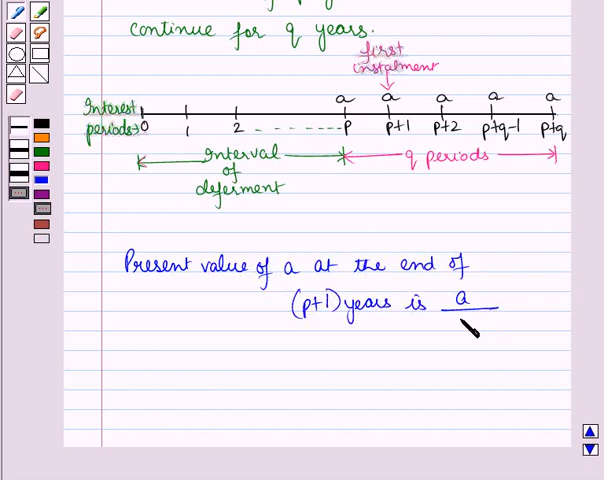 continue for q years.
first
instalment
a a a a a
Interest
periods→ 0 1 2 - - - - - - - p p+1 p+2 p+q-1 p+q
Interval
of
deferment
q periods
Present value of a at the end of
(p+1) years is a